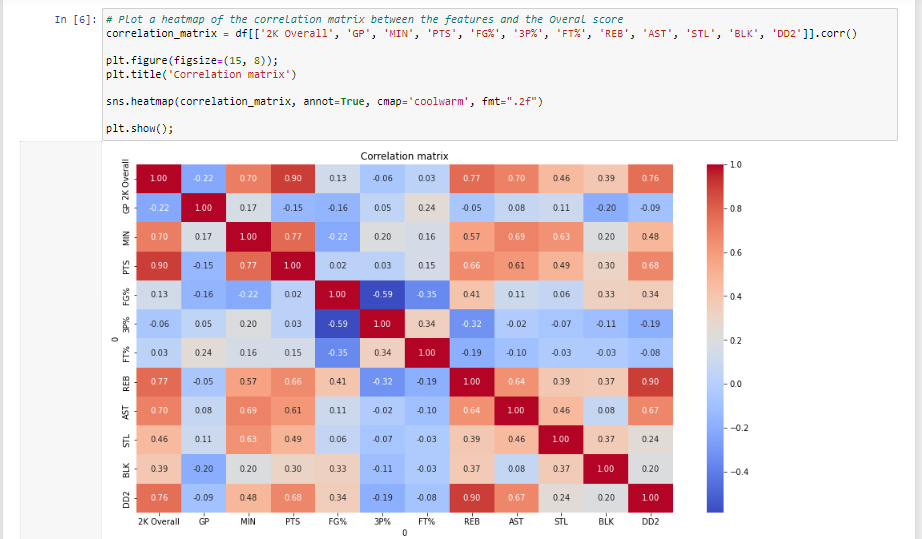 In [6]: # Plot a heatmap of the correlation matrix between the features and the Overal score
correlation_matrix = df[['2K Overall', 'GP', 'MIN', 'PTS', 'FG%', '3P%', 'FT%', 'REB', 'AST', 'STL', 'BLK', 'DD2']].corr()
plt.figure(figsize=(15, 8));
plt.title('Correlation matrix')
sns.heatmap(correlation_matrix, annot=True, cmap='coolwarm', fmt=".2f")
plt.show();
Correlation matrix
2K Overall 1.00 -0.22 0.70 0.90 0.13 -0.06 0.03 0.77 0.70 0.46 0.39 0.76
GP -0.22 1.00 0.17 -0.15 -0.16 0.05 0.24 -0.05 0.08 0.11 -0.20 -0.09
MIN 0.70 0.17 1.00 0.77 -0.22 0.20 0.16 0.57 0.69 0.63 0.20 0.48
PTS 0.90 -0.15 0.77 1.00 0.02 0.03 0.15 0.66 0.61 0.49 0.30 0.68
FG% 0.13 -0.16 -0.22 0.02 1.00 -0.59 -0.35 0.41 0.11 0.06 0.33 0.34
3P% -0.06 0.05 0.20 0.03 -0.59 1.00 0.34 -0.32 -0.02 -0.07 -0.11 -0.19
0
FT% 0.03 0.24 0.16 0.15 -0.35 0.34 1.00 -0.19 -0.10 -0.03 -0.03 -0.08
REB 0.77 -0.05 0.57 0.66 0.41 -0.32 -0.19 1.00 0.64 0.39 0.37 0.90
AST 0.70 0.08 0.69 0.61 0.11 -0.02 -0.10 0.64 1.00 0.46 0.08 0.67
STL 0.46 0.11 0.63 0.49 0.06 -0.07 -0.03 0.39 0.46 1.00 0.37 0.24
BLK 0.39 -0.20 0.20 0.30 0.33 -0.11 -0.03 0.37 0.08 0.37 1.00 0.20
DD2 0.76 -0.09 0.48 0.68 0.34 -0.19 -0.08 0.90 0.67 0.24 0.20 1.00
2K Overall GP MIN PTS FG% 3P% FT% REB AST STL BLK DD2
0
1.0
0.8
0.6
0.4
0.2
0.0
−0.2
−0.4